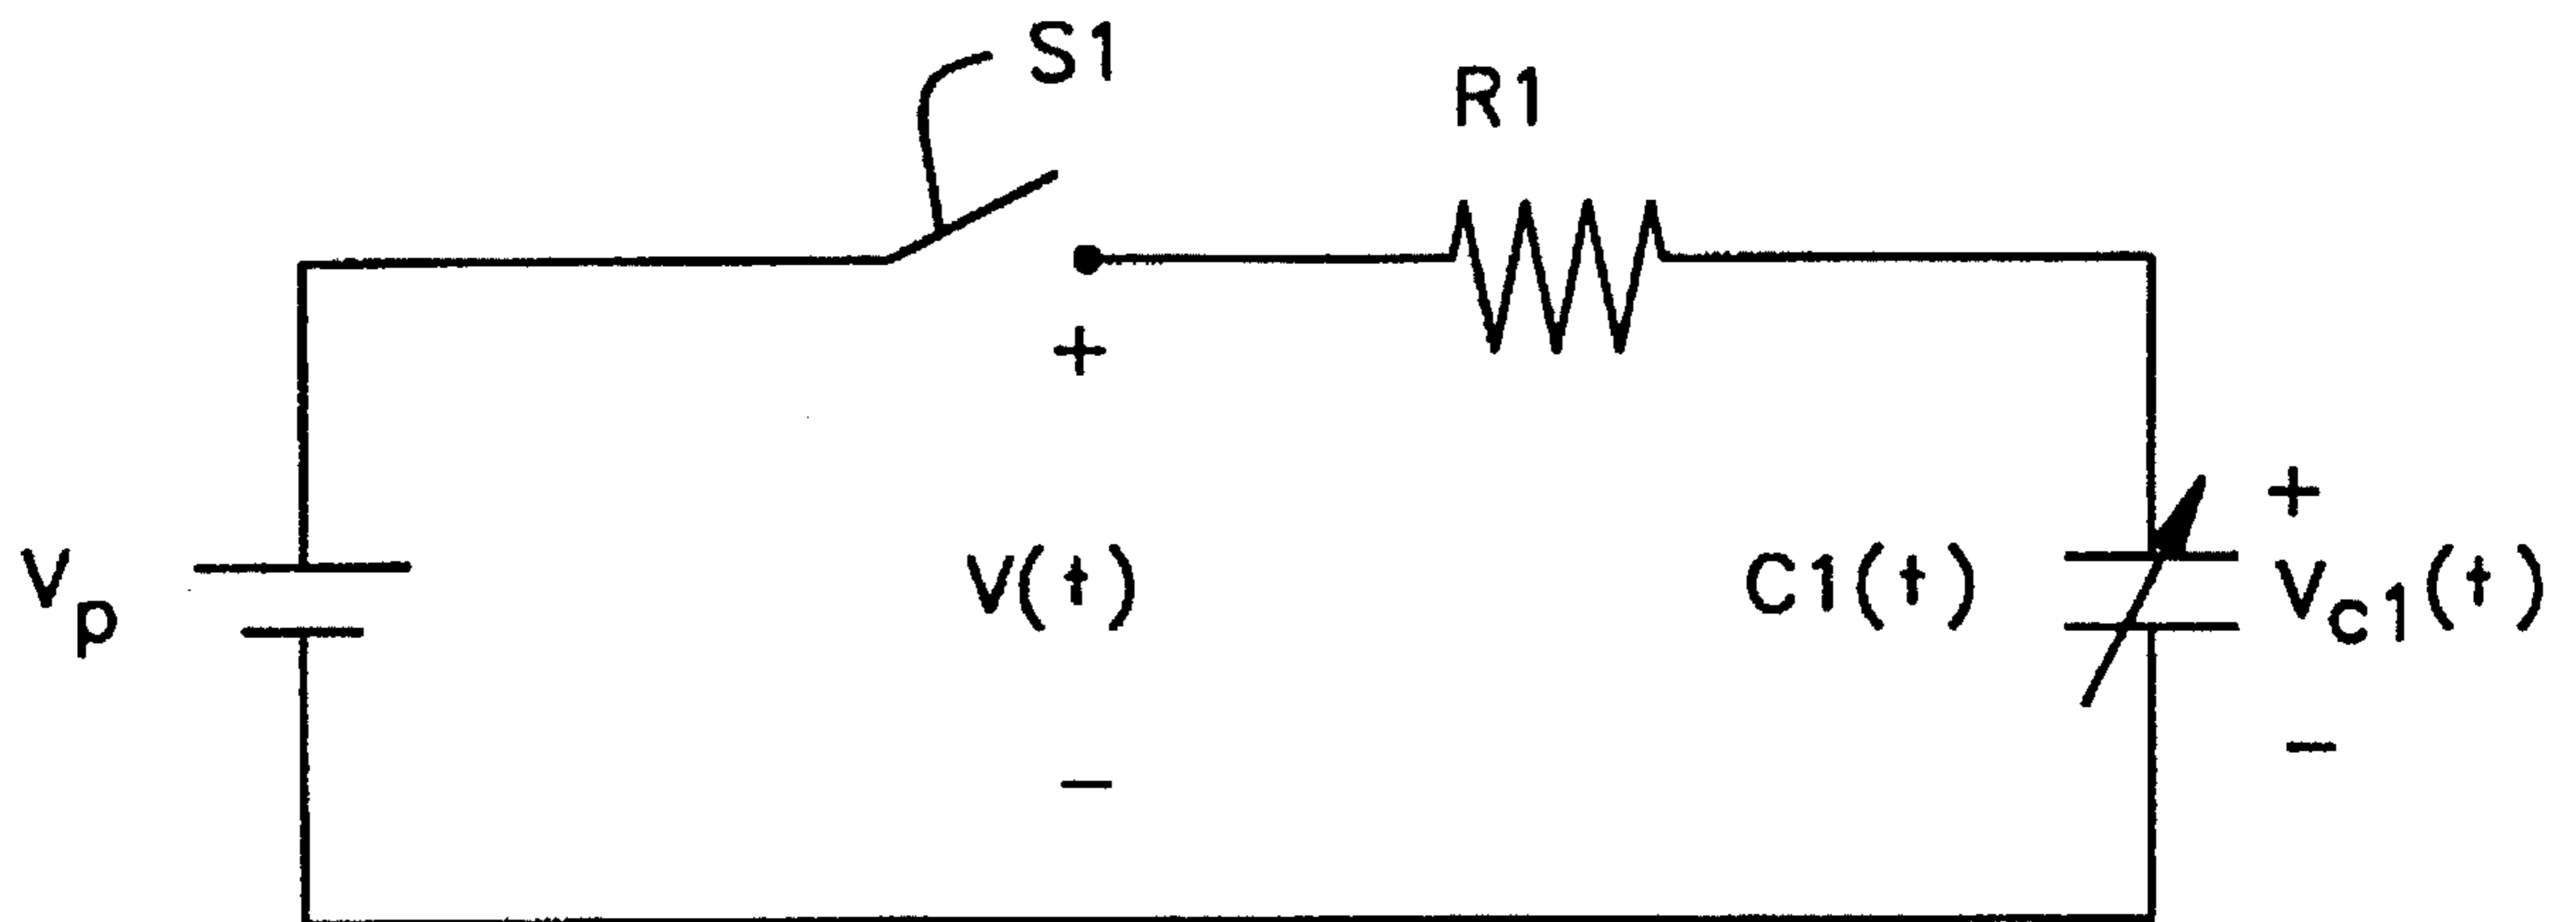 S1
R1
+
+
Vp
V(t)
C1(t)
Vc1(t)
−
−